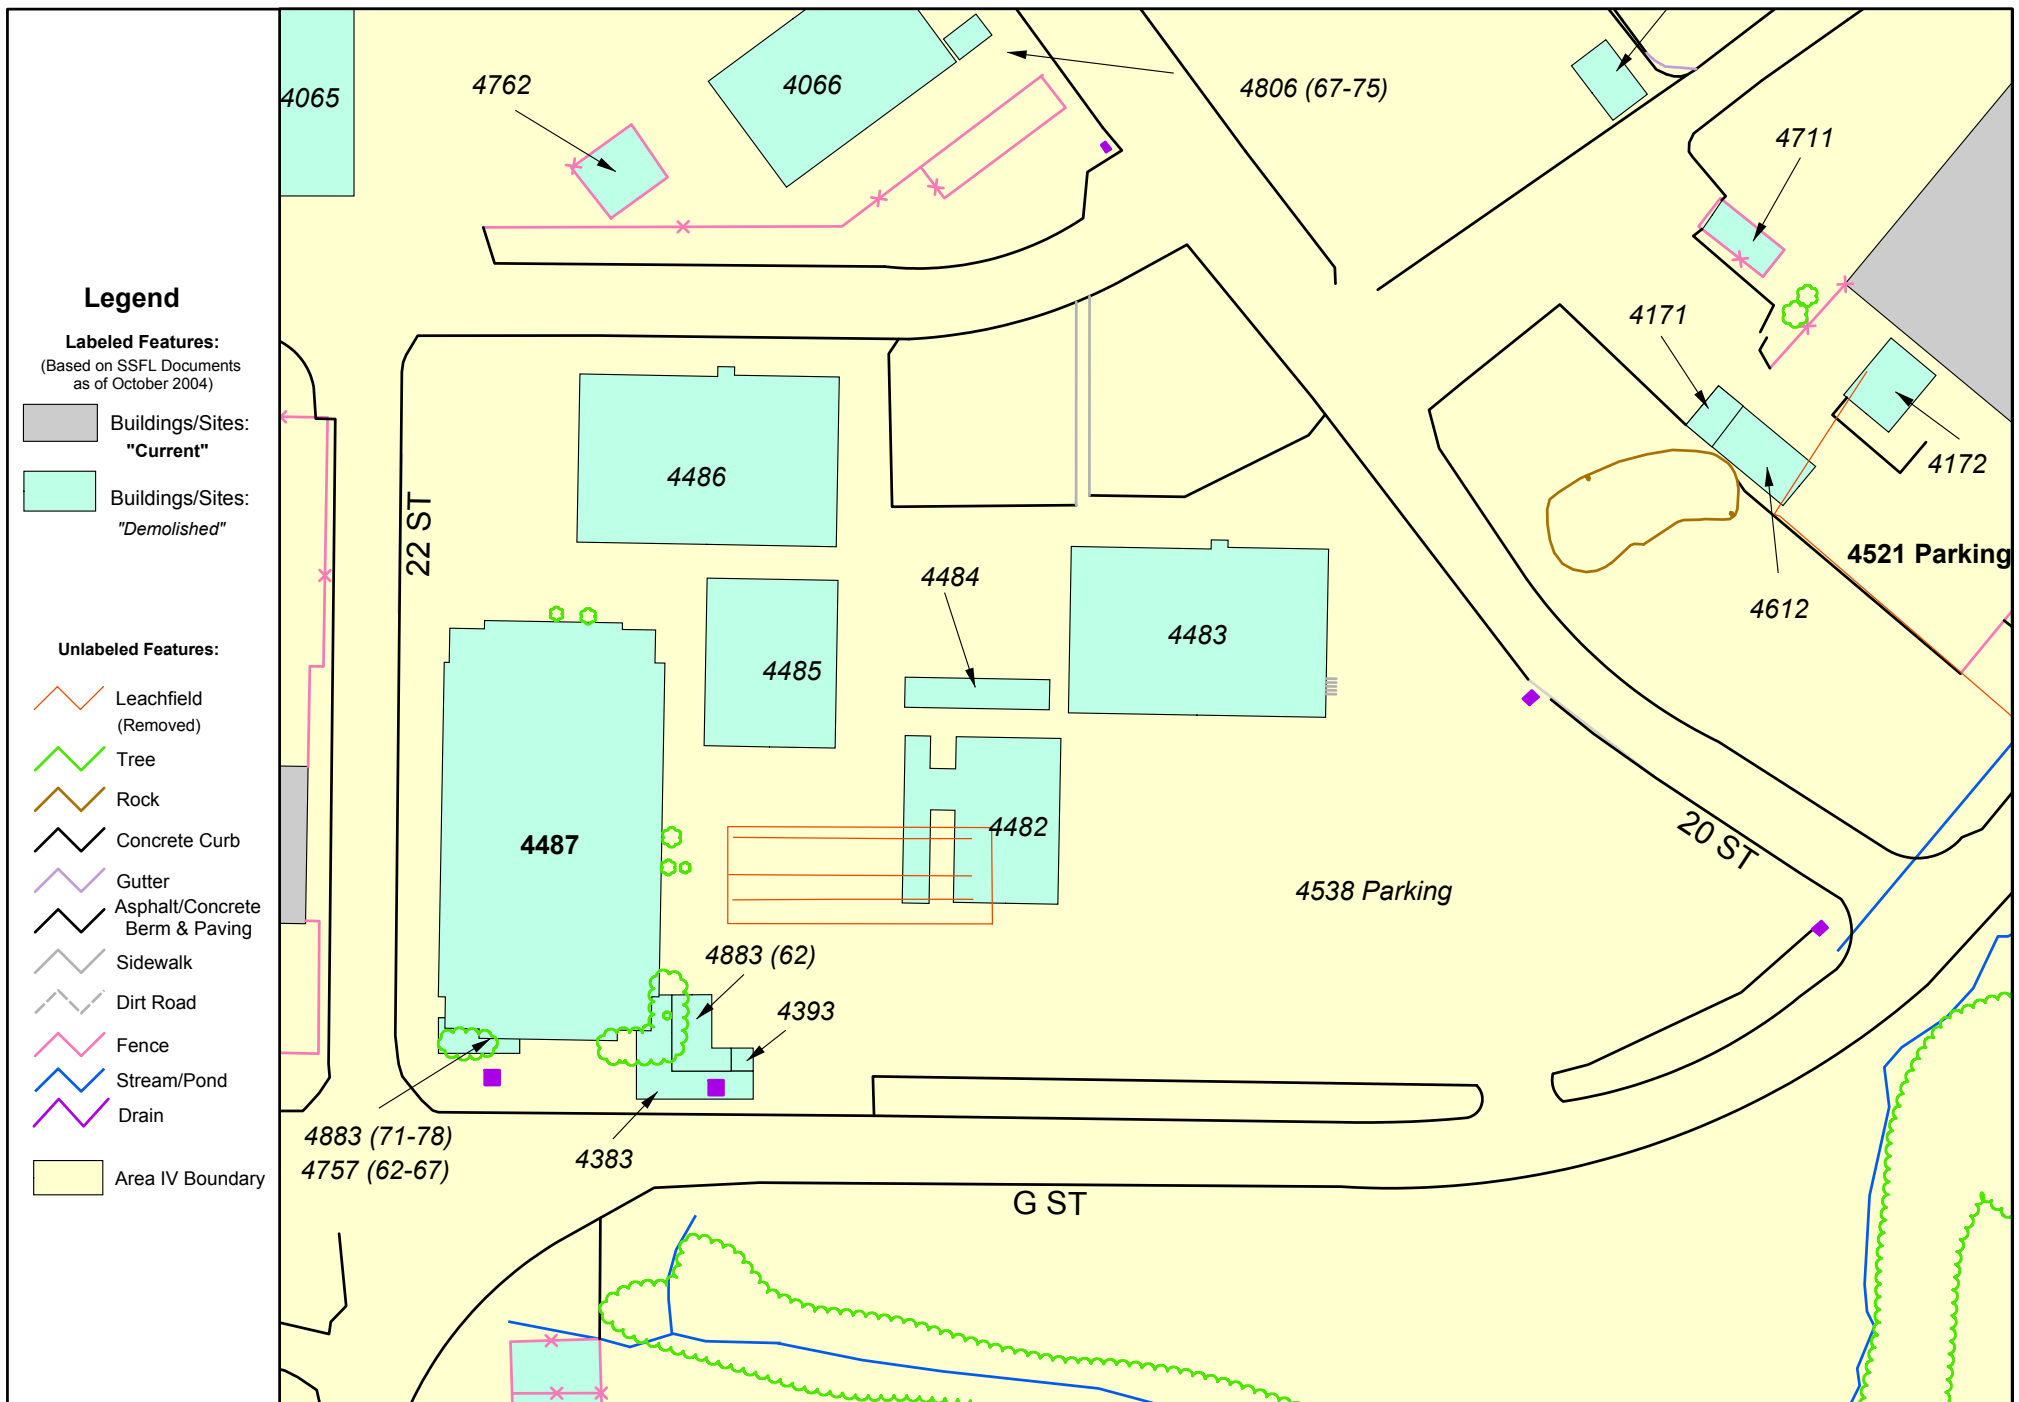 Legend
Labeled Features:
(Based on SSFL Documents
as of October 2004)
Buildings/Sites:
"Current"
Buildings/Sites:
"Demolished"
Unlabeled Features:
Leachfield
(Removed)
Tree
Rock
Concrete Curb
Gutter
Asphalt/Concrete
Berm & Paving
Sidewalk
Dirt Road
Fence
Stream/Pond
Drain
Area IV Boundary
4065
4762
4066
4806 (67-75)
4711
4171
4172
4486
22 ST
4521 Parking
4484
4612
4483
4485
4482
20 ST
4487
4538 Parking
4883 (62)
4393
4883 (71-78)
4757 (62-67)
4383
G ST